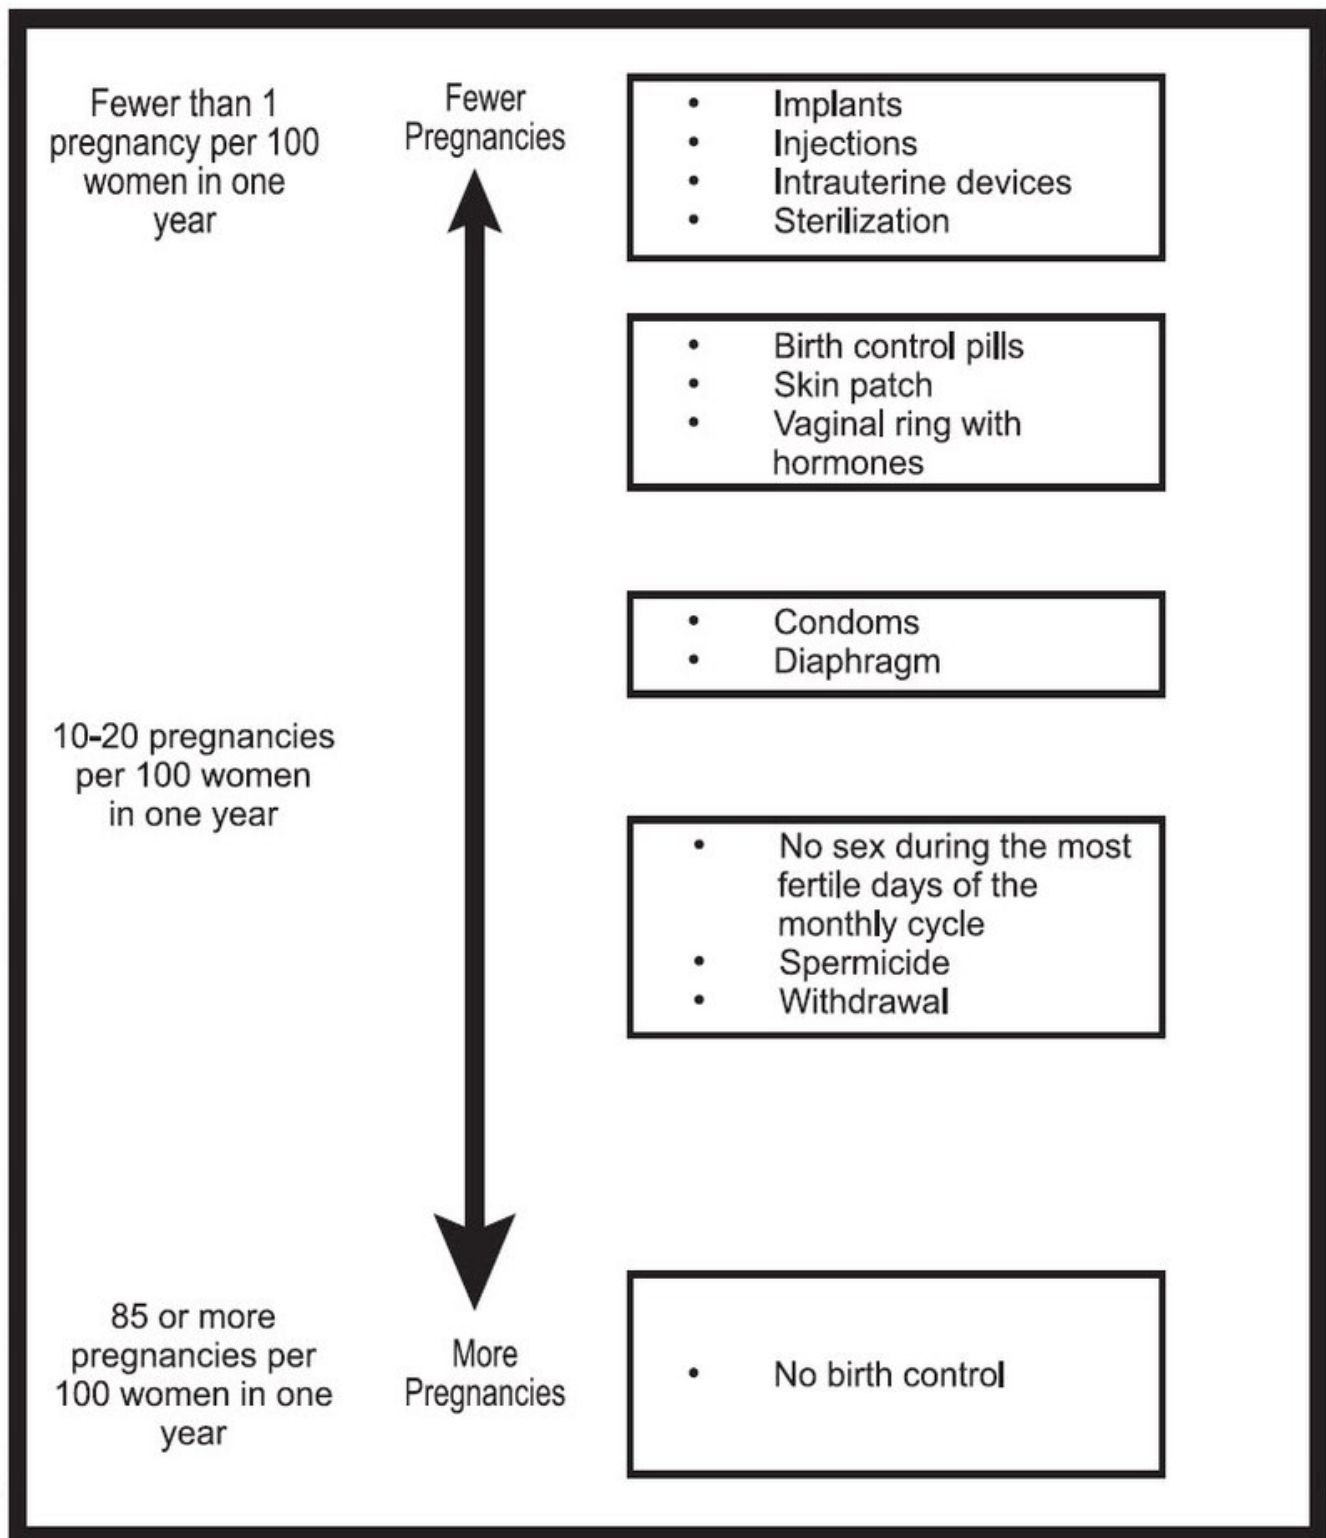 Fewer than 1
pregnancy per 100
women in one
year
Fewer
Pregnancies
• Implants
• Injections
• Intrauterine devices
• Sterilization
• Birth control pills
• Skin patch
• Vaginal ring with
hormones
• Condoms
• Diaphragm
10-20 pregnancies
per 100 women
in one year
• No sex during the most
fertile days of the
monthly cycle
• Spermicide
• Withdrawal
85 or more
pregnancies per
100 women in one
year
More
Pregnancies
• No birth control